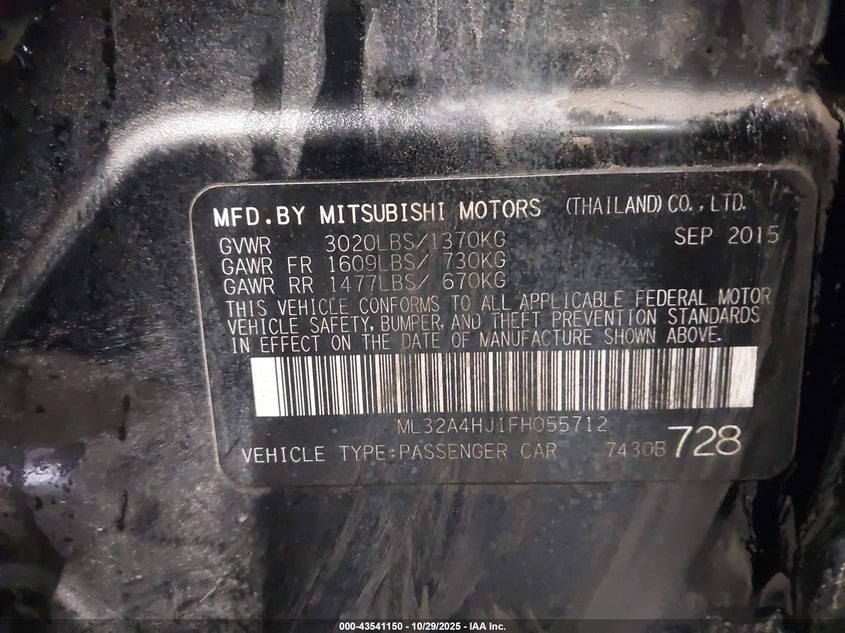 MFD.BY MITSUBISHI MOTORS (THAILAND) CO., LTD.
GVWR 3020LBS/1370KG SEP 2015
GAWR FR 1609LBS/ 730KG
GAWR RR 1477LBS/ 670KG
THIS VEHICLE CONFORMS TO ALL APPLICABLE FEDERAL MOTOR
VEHICLE SAFETY, BUMPER, AND THEFT PREVENTION STANDARDS
IN EFFECT ON THE DATE OF MANUFACTURE SHOWN ABOVE.
ML32A4HJ1FH055712
VEHICLE TYPE:PASSENGER CAR 7430B 728
000-43541150 - 10/29/2025 - IAA Inc.